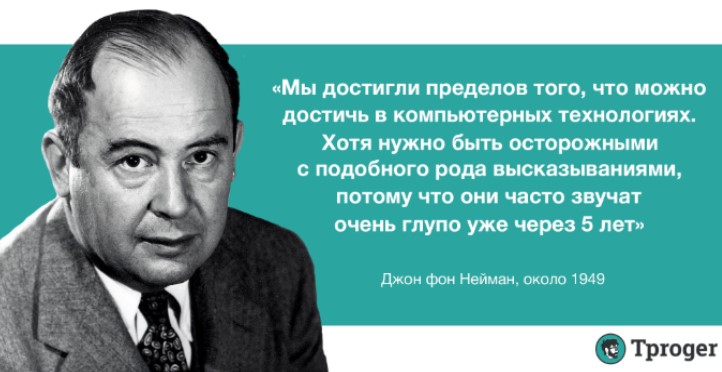 «Мы достигли пределов того, что можно
достичь в компьютерных технологиях.
Хотя нужно быть осторожными
с подобного рода высказываниями,
потому что они часто звучат
очень глупо уже через 5 лет»
Джон фон Нейман, около 1949
Tproger